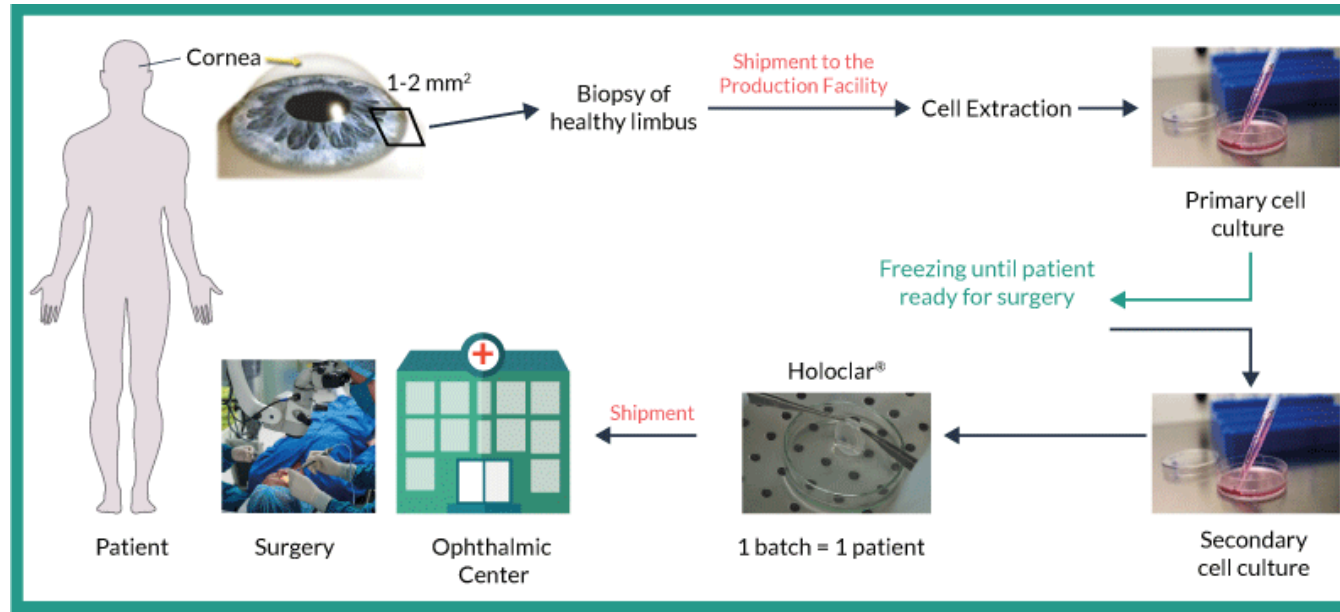 Cornea
1-2 mm²
Biopsy of
healthy limbus
Shipment to the
Production Facility
Cell Extraction
Primary cell
culture
Freezing until patient
ready for surgery
Holoclar®
Shipment
Patient
Surgery
Ophthalmic
Center
1 batch = 1 patient
Secondary
cell culture